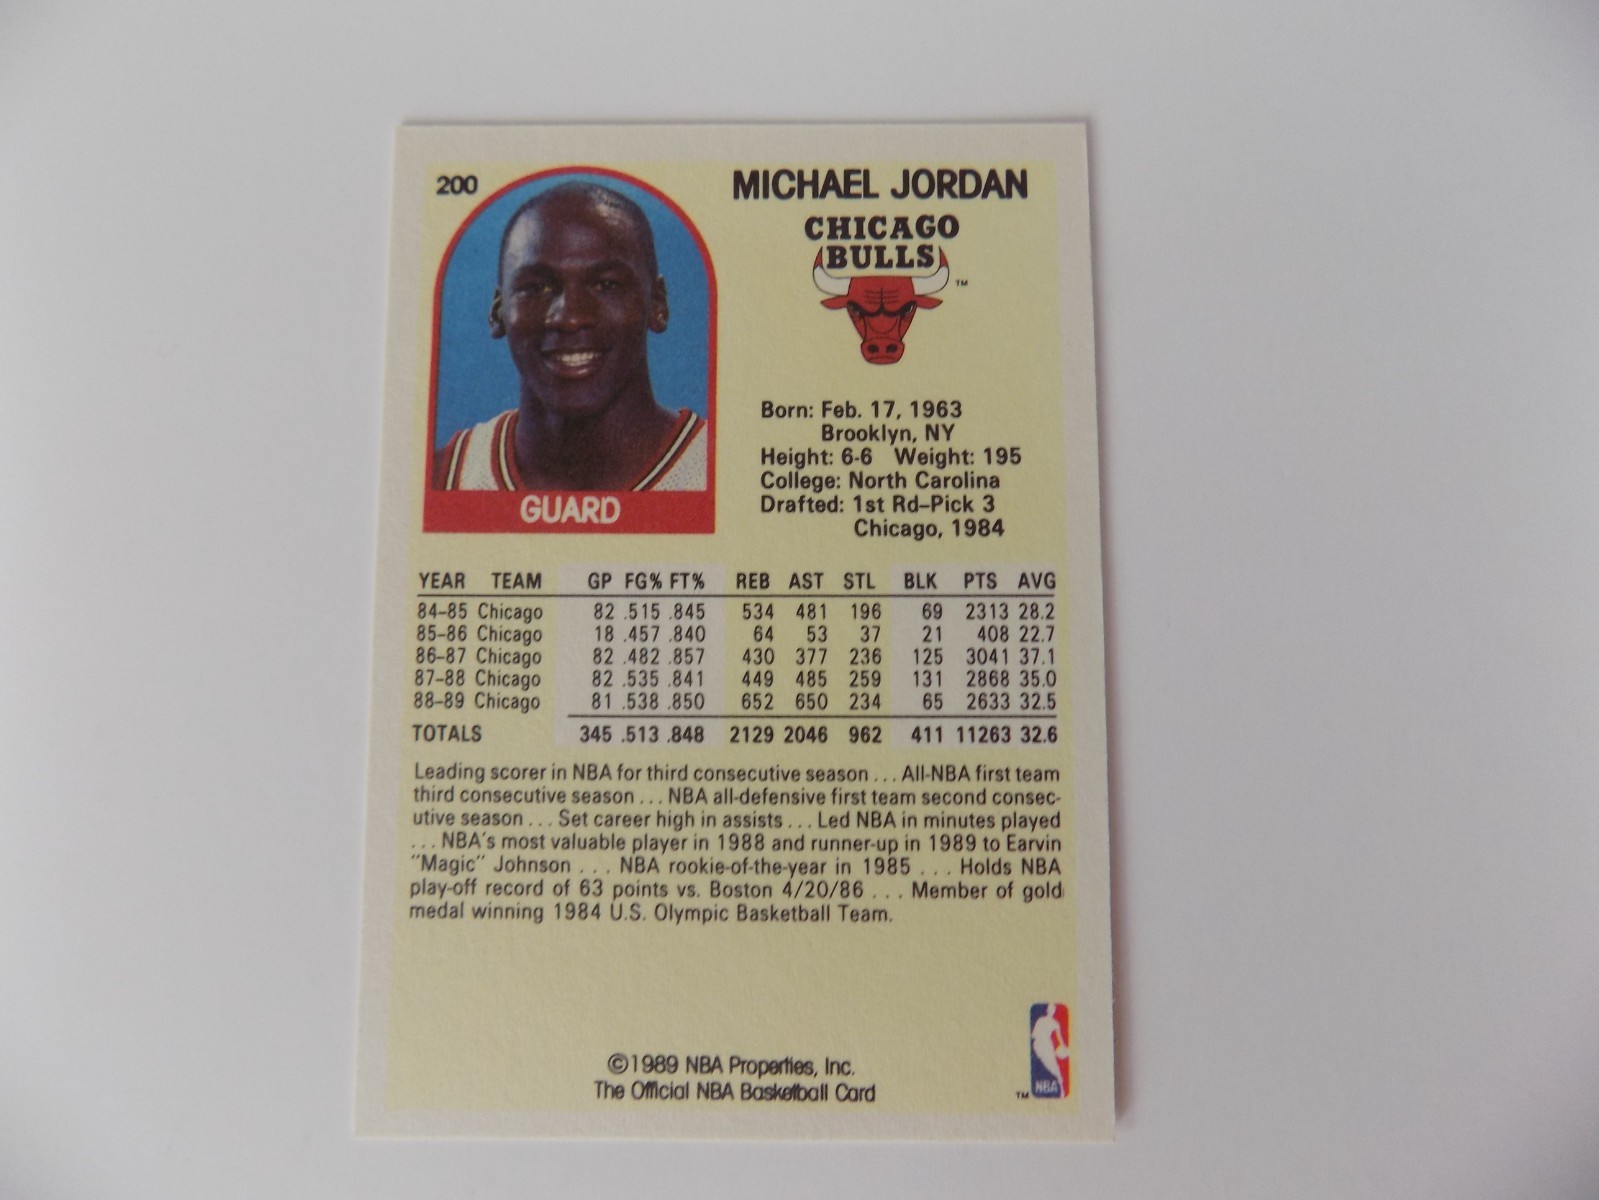 200
MICHAEL JORDAN
CHICAGO
BULLS
TM
GUARD
Born: Feb. 17, 1963
Brooklyn, NY
Height: 6-6 Weight: 195
College: North Carolina
Drafted: 1st Rd–Pick 3
Chicago, 1984
YEAR TEAM GP FG% FT% REB AST STL BLK PTS AVG
84–85 Chicago 82 .515 .845 534 481 196 69 2313 28.2
85–86 Chicago 18 .457 .840 64 53 37 21 408 22.7
86–87 Chicago 82 .482 .857 430 377 236 125 3041 37.1
87–88 Chicago 82 .535 .841 449 485 259 131 2868 35.0
88–89 Chicago 81 .538 .850 652 650 234 65 2633 32.5
TOTALS 345 .513 .848 2129 2046 962 411 11263 32.6
Leading scorer in NBA for third consecutive season . . . All-NBA first team
third consecutive season . . . NBA all-defensive first team second consec-
utive season . . . Set career high in assists . . . Led NBA in minutes played
. . . NBA's most valuable player in 1988 and runner-up in 1989 to Earvin
"Magic" Johnson . . . NBA rookie-of-the-year in 1985 . . . Holds NBA
play-off record of 63 points vs. Boston 4/20/86 . . . Member of gold
medal winning 1984 U.S. Olympic Basketball Team.
©1989 NBA Properties, Inc.
The Official NBA Basketball Card
TM
NBA